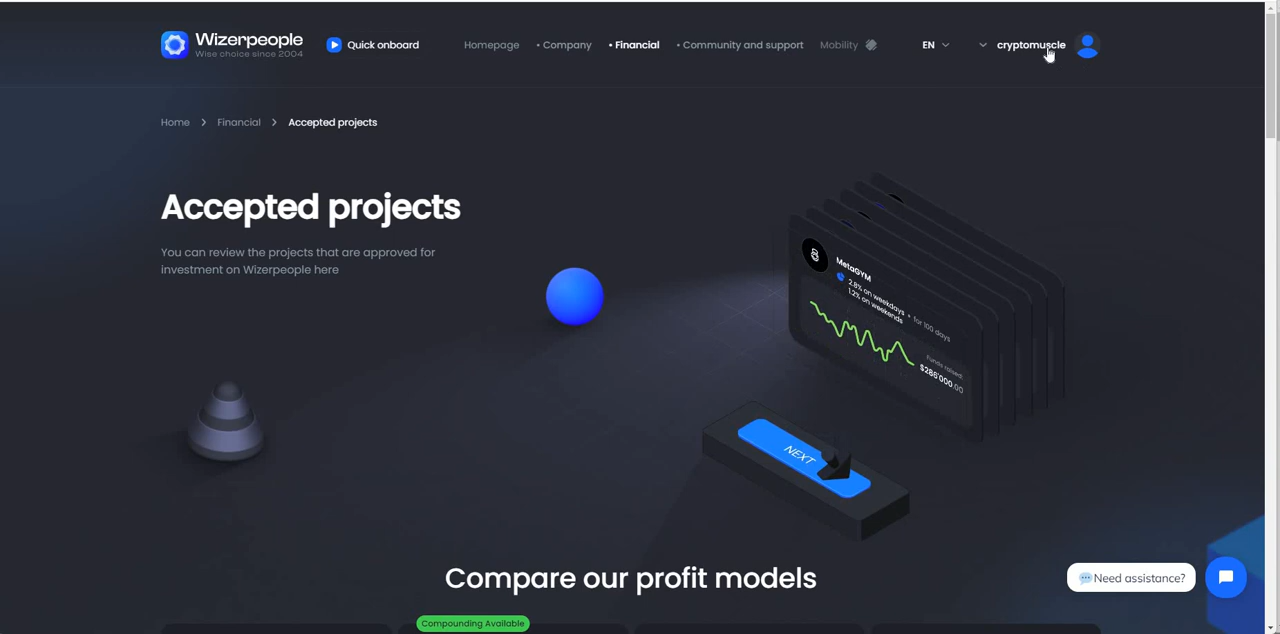 Wizerpeople
Wise choice since 2004
Quick onboard
Homepage
• Company
• Financial
• Community and support
Mobility
EN
cryptomuscle
Home > Financial > Accepted projects
Accepted projects
You can review the projects that are approved for
investment on Wizerpeople here
MetaGYM
2.8% on weekdays • for 100 days
1.2% on weekends
Funds raised:
$286'000.00
NEXT
Compare our profit models
💬Need assistance?
Compounding Available